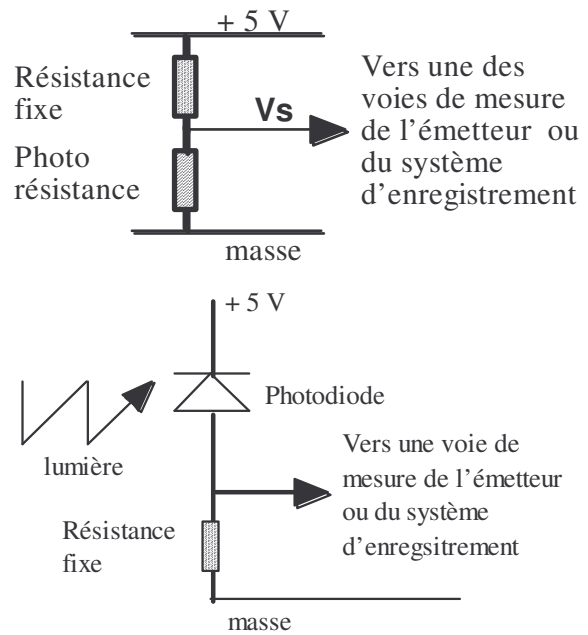 + 5 V
Résistance
fixe
Vs
Photo
résistance
Vers une des
voies de mesure
de l'émetteur ou
du système
d'enregistrement
masse
+ 5 V
Photodiode
lumière
Vers une voie de
mesure de l'émetteur
ou du système
d'enregsitrement
Résistance
fixe
masse